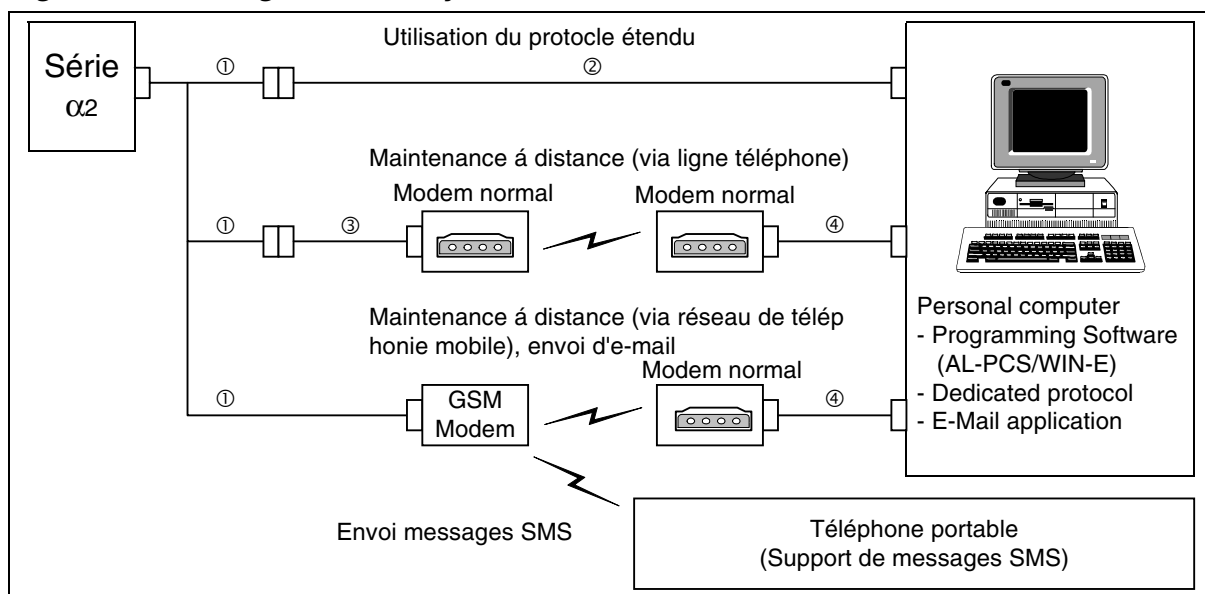 Série
α2
Utilisation du protocle étendu
①
②
Maintenance á distance (via ligne téléphone)
Modem normal
Modem normal
①
③
④
Maintenance á distance (via réseau de télép
honie mobile), envoi d'e-mail
Modem normal
①
GSM
Modem
④
Personal computer
- Programming Software
(AL-PCS/WIN-E)
- Dedicated protocol
- E-Mail application
Envoi messages SMS
Téléphone portable
(Support de messages SMS)